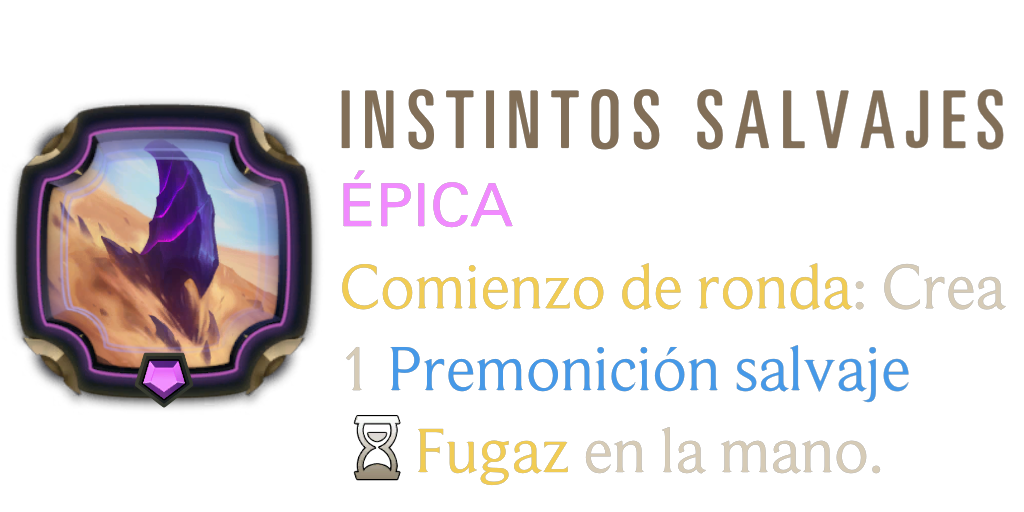 INSTINTOS SALVAJES
ÉPICA
Comienzo de ronda: Crea
1 Premonición salvaje
Fugaz en la mano.